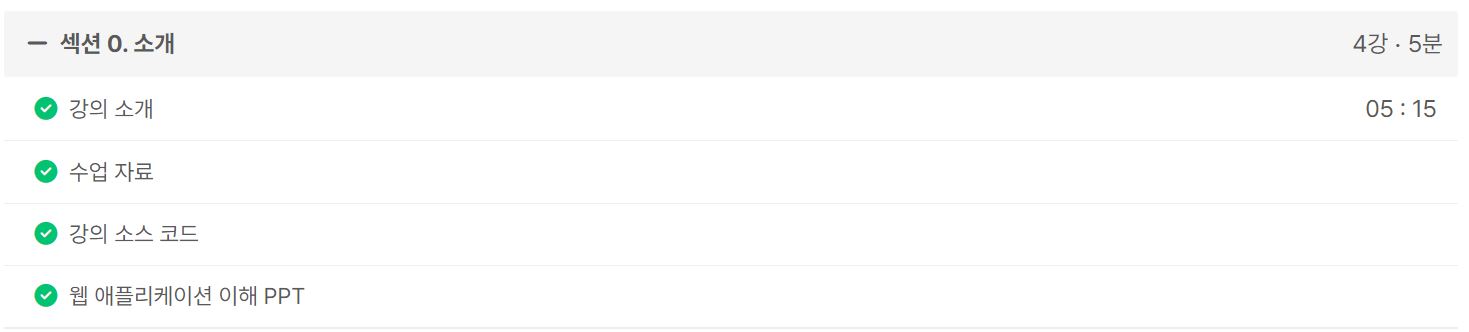 섹션 0. 소개 4강 · 5분
강의 소개 05 : 15
수업 자료
강의 소스 코드
웹 애플리케이션 이해 PPT